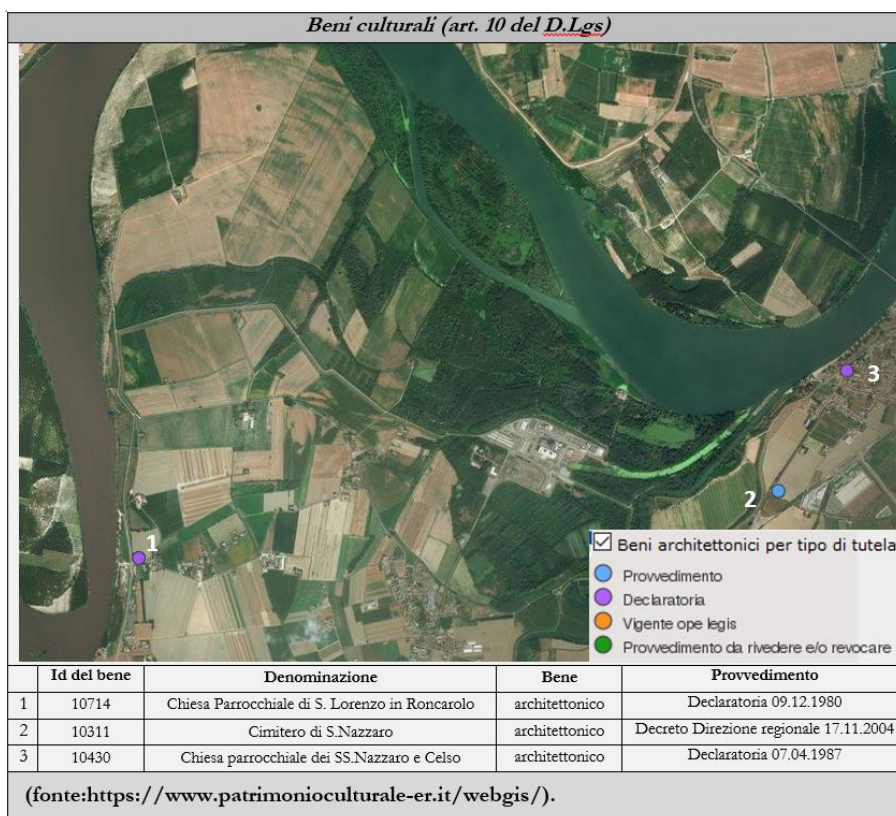 Beni culturali (art. 10 del D.Lgs)
3
2
1
Beni architettonici per tipo di tutela
Provvedimento
Declaratoria
Vigente ope legis
Provvedimento da rivedere e/o revocare
Id del bene Denominazione Bene Provvedimento
1 10714 Chiesa Parrocchiale di S. Lorenzo in Roncarolo architettonico Declaratoria 09.12.1980
2 10311 Cimitero di S.Nazzaro architettonico Decreto Direzione regionale 17.11.2004
3 10430 Chiesa parrocchiale dei SS.Nazzaro e Celso architettonico Declaratoria 07.04.1987
(fonte:https://www.patrimonioculturale-er.it/webgis/).